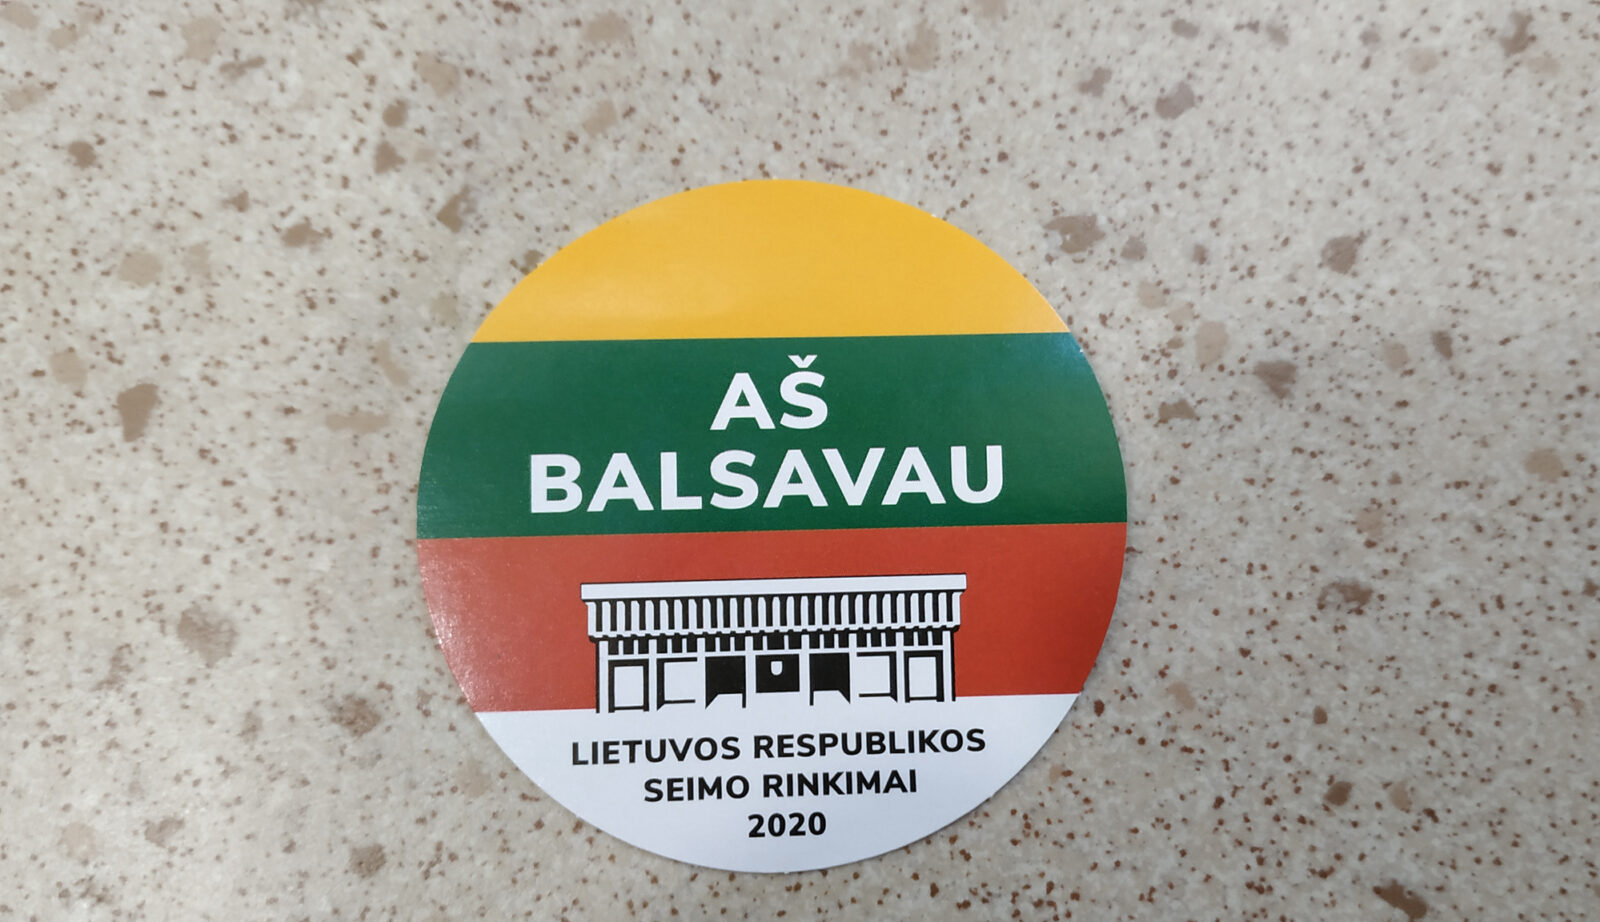 AŠ
BALSAVAU
LIETUVOS RESPUBLIKOS
SEIMO RINKIMAI
2020